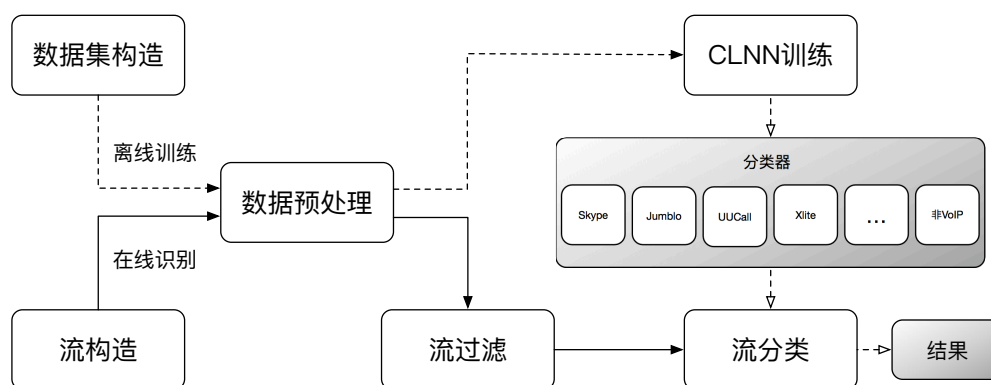 数据集构造
CLNN训练
离线训练
分类器
数据预处理
Skype
Jumblo
UUCall
Xlite
...
非VoIP
在线识别
流构造
流过滤
流分类
结果